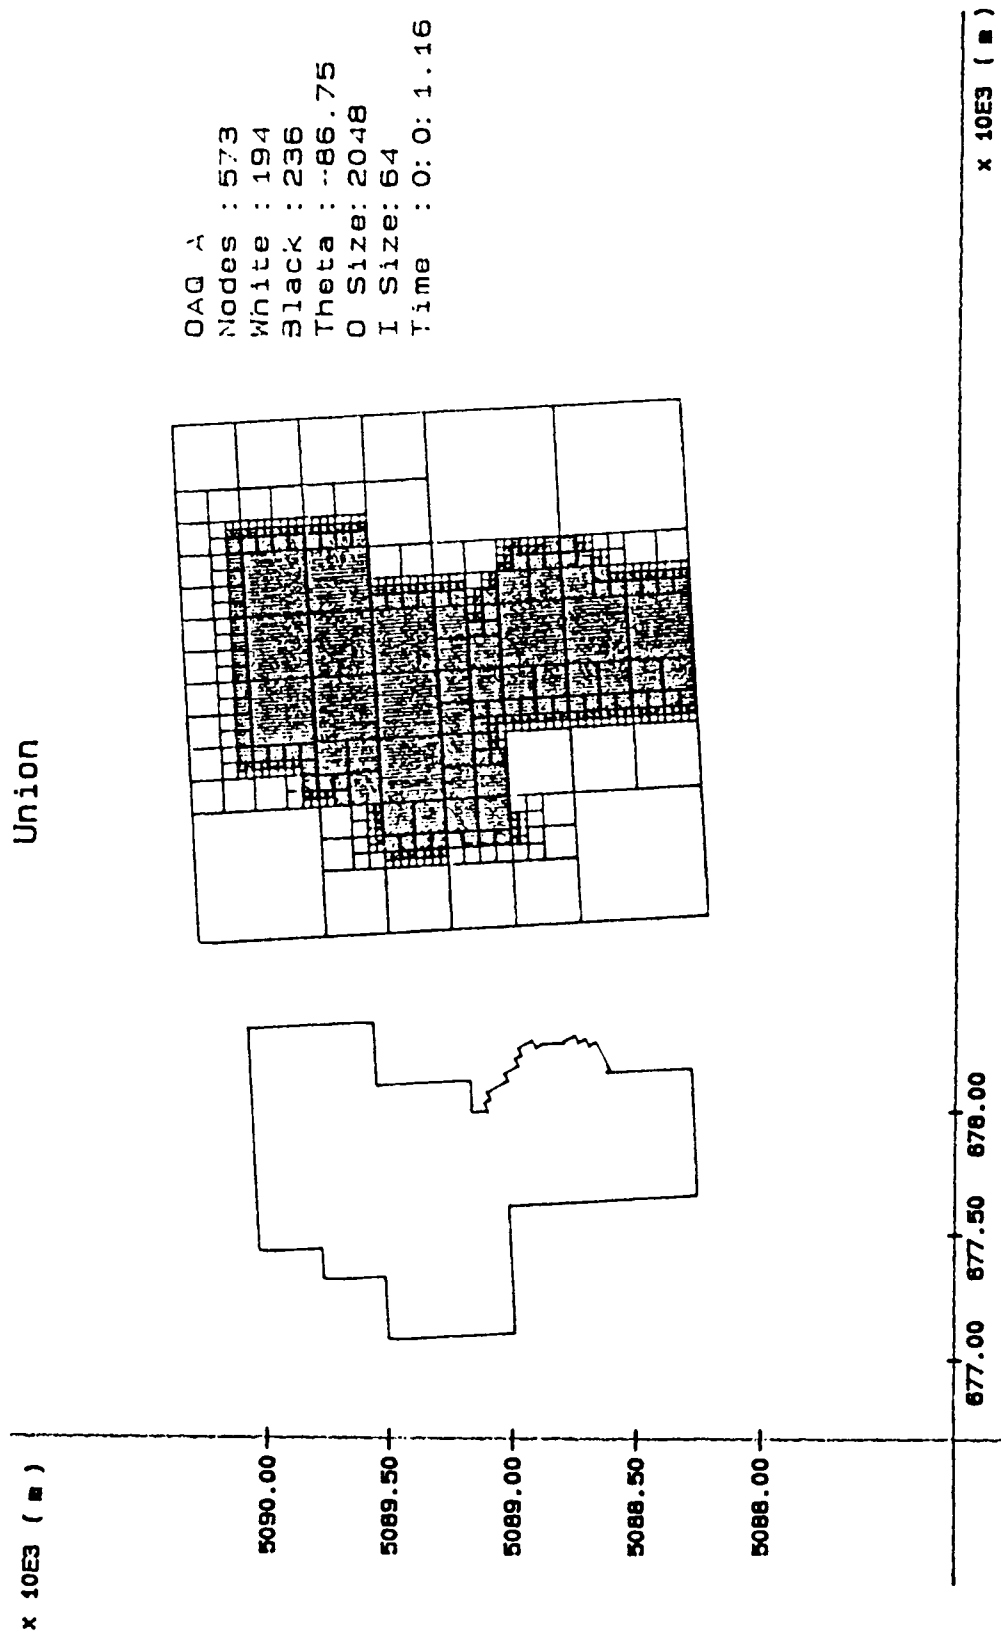 Union
OAQ A
Nodes : 573
White : 194
Black : 236
Theta : -86.75
O Size: 2048
I Size: 64
Time : 0: 0: 1.16
x 10E3 ( m )
5090.00
5089.50
5089.00
5088.50
5088.00
677.00 677.50 678.00
x 10E3 ( m )